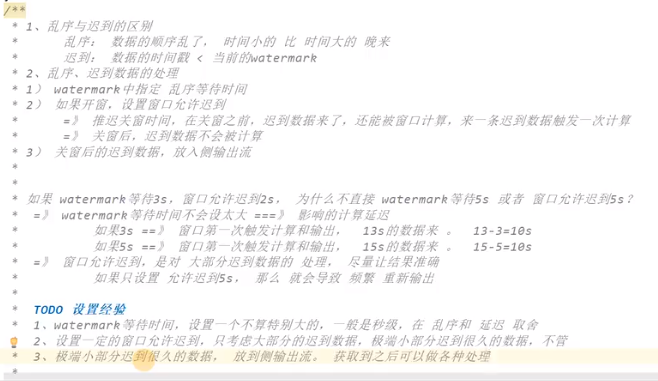 /**
* 1、乱序与迟到的区别
* 乱序： 数据的顺序乱了， 时间小的 比 时间大的 晚来
* 迟到： 数据的时间戳 < 当前的watermark
* 2、乱序、迟到数据的处理
* 1） watermark中指定 乱序等待时间
* 2） 如果开窗，设置窗口允许迟到
* =》 推迟关窗时间，在关窗之前，迟到数据来了，还能被窗口计算，来一条迟到数据触发一次计算
* =》 关窗后，迟到数据不会被计算
* 3） 关窗后的迟到数据，放入侧输出流
*
*
* 如果 watermark等待3s，窗口允许迟到2s， 为什么不直接 watermark等待5s 或者 窗口允许迟到5s？
* =》 watermark等待时间不会设太大 ===》 影响的计算延迟
* 如果3s ==》 窗口第一次触发计算和输出， 13s的数据来 。 13-3=10s
* 如果5s ==》 窗口第一次触发计算和输出， 15s的数据来 。 15-5=10s
* =》 窗口允许迟到，是对 大部分迟到数据的 处理， 尽量让结果准确
* 如果只设置 允许迟到5s， 那么 就会导致 频繁 重新输出
*
* TODO 设置经验
* 1、watermark等待时间，设置一个不算特别大的，一般是秒级，在 乱序和 延迟 取舍
* 2、设置一定的窗口允许迟到，只考虑大部分的迟到数据，极端小部分迟到很久的数据，不管
* 3、极端小部分迟到很久的数据， 放到侧输出流。 获取到之后可以做各种处理
*